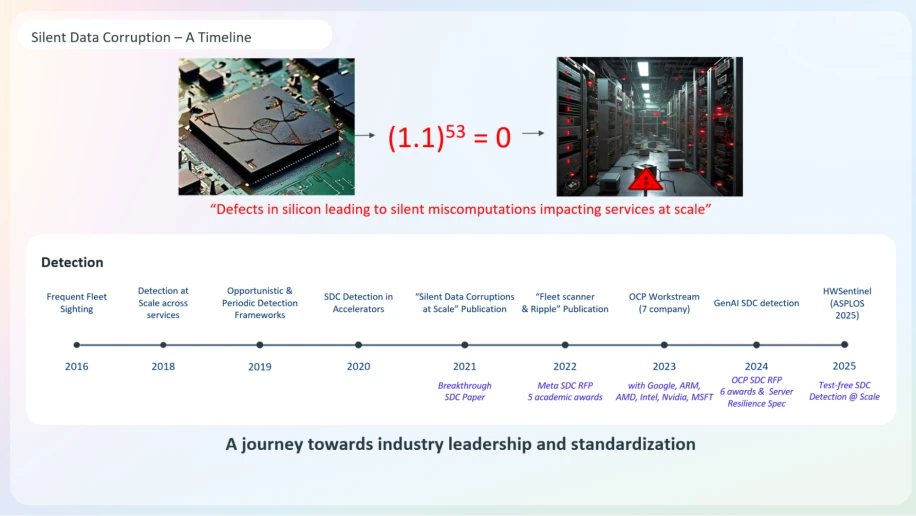 Silent Data Corruption – A Timeline
(1.1)⁵³ = 0
“Defects in silicon leading to silent miscomputations impacting services at scale”
Detection
Frequent Fleet
Sighting
Detection at
Scale across
services
Opportunistic &
Periodic Detection
Frameworks
SDC Detection in
Accelerators
“Silent Data Corruptions
at Scale” Publication
“Fleet scanner
& Ripple” Publication
OCP Workstream
(7 company)
GenAI SDC detection
HWSentinel
(ASPLOS
2025)
2016
2018
2019
2020
2021
2022
2023
2024
2025
Breakthrough
SDC Paper
Meta SDC RFP
5 academic awards
with Google, ARM,
AMD, Intel, Nvidia, MSFT
OCP SDC RFP
6 awards & Server
Resilience Spec
Test-free SDC
Detection @ Scale
A journey towards industry leadership and standardization